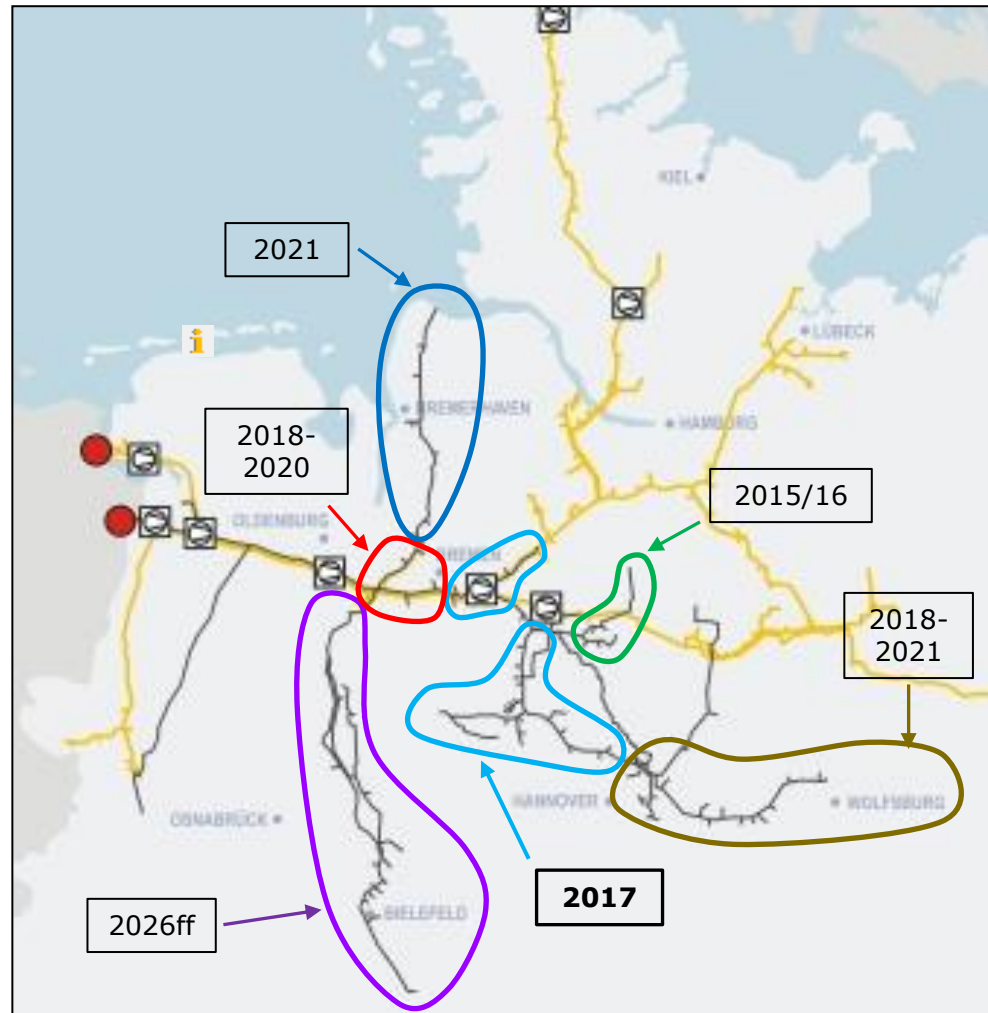 KIEL
2021
LÜBECK
BREMERHAVEN
HAMBURG
2018-
2020
2015/16
OLDENBURG
BREMEN
2018-
2021
HANNOVER
WOLFSBURG
OSNABRÜCK
2017
BIELEFELD
2026ff